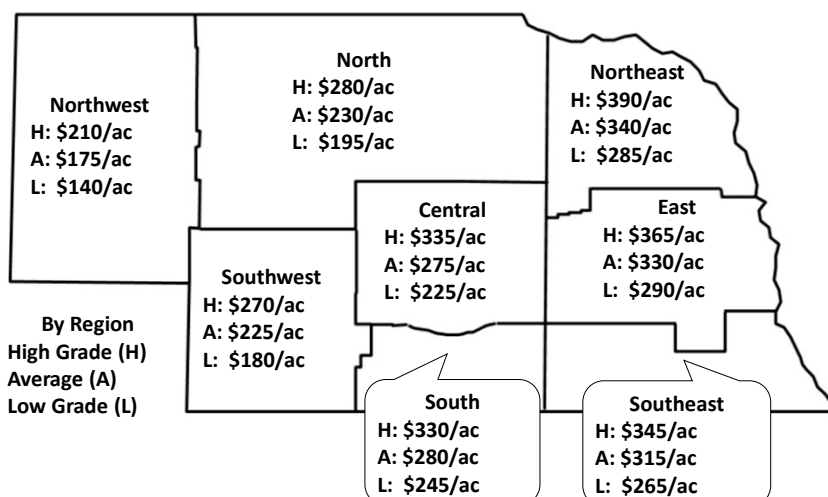 North
H: $280/ac
A: $230/ac
L: $195/ac
Northeast
H: $390/ac
A: $340/ac
L: $285/ac
Northwest
H: $210/ac
A: $175/ac
L: $140/ac
Central
H: $335/ac
A: $275/ac
L: $225/ac
East
H: $365/ac
A: $330/ac
L: $290/ac
Southwest
H: $270/ac
A: $225/ac
L: $180/ac
By Region
High Grade (H)
Average (A)
Low Grade (L)
South
H: $330/ac
A: $280/ac
L: $245/ac
Southeast
H: $345/ac
A: $315/ac
L: $265/ac